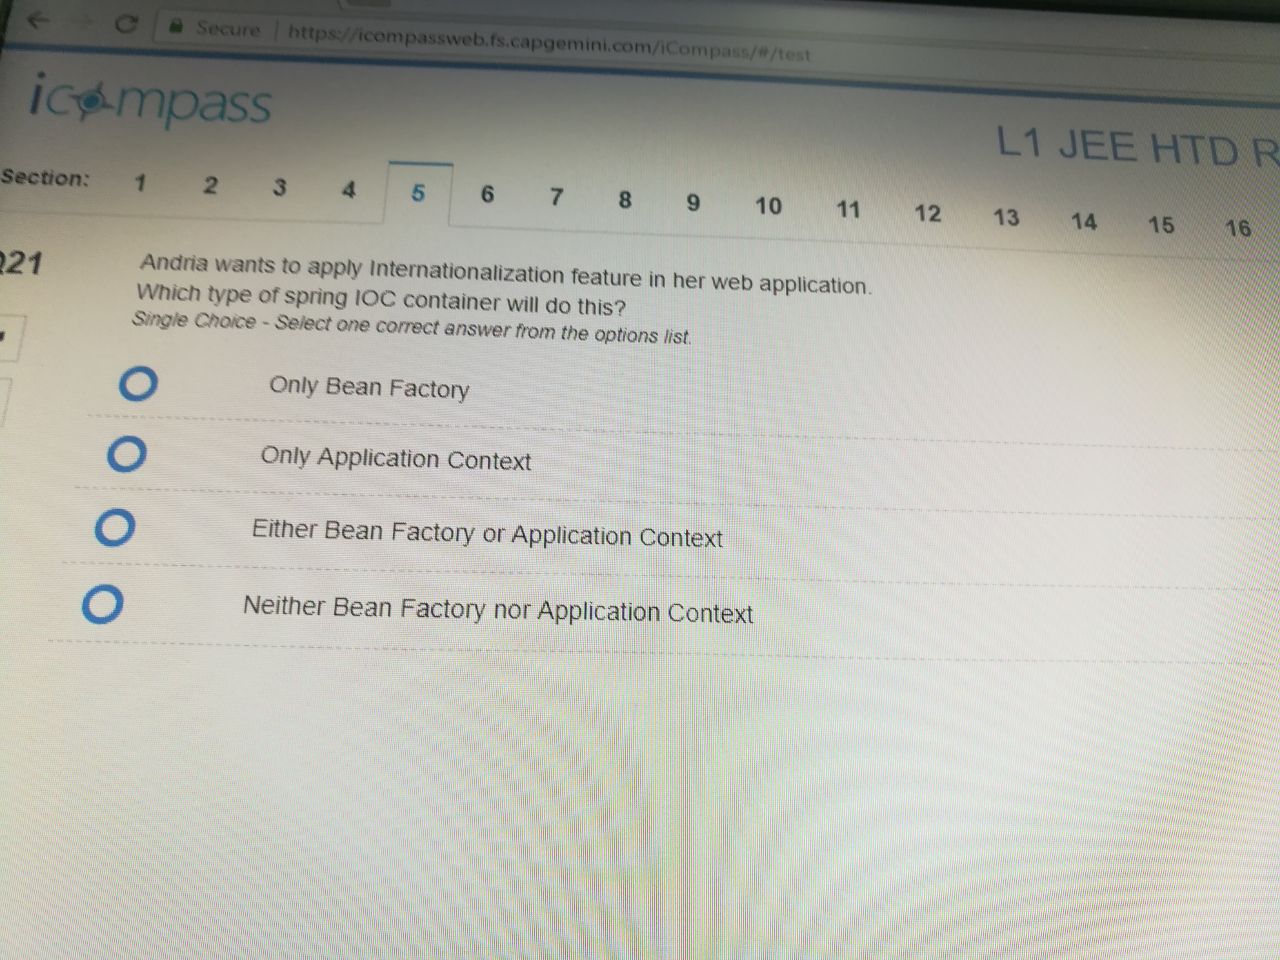 Secure | https://icompassweb.fs.capgemini.com/iCompass/#/test
icompass
L1 JEE HTD R
Section: 1 2 3 4 5 6 7 8 9 10 11 12 13 14 15 16
Q21
Andria wants to apply Internationalization feature in her web application.
Which type of spring IOC container will do this?
Single Choice - Select one correct answer from the options list.
Only Bean Factory
Only Application Context
Either Bean Factory or Application Context
Neither Bean Factory nor Application Context